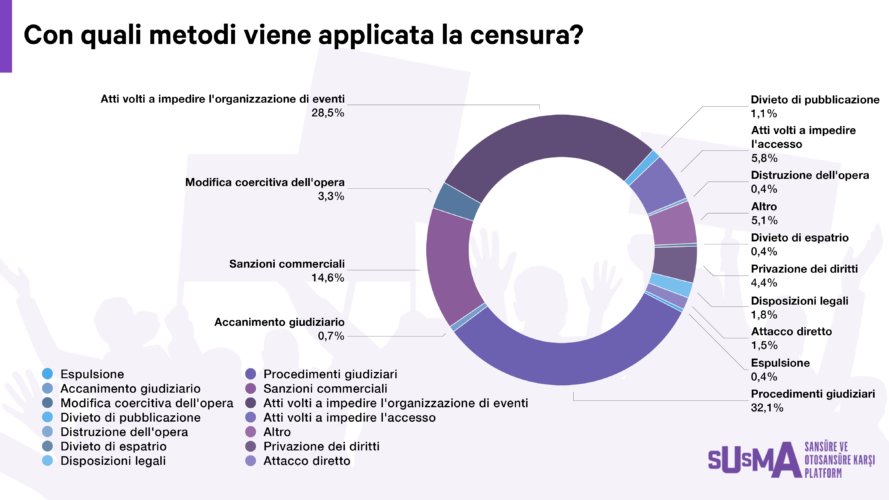 Con quali metodi viene applicata la censura?
Atti volti a impedire l'organizzazione di eventi
28,5%
Modifica coercitiva dell'opera
3,3%
Sanzioni commerciali
14,6%
Accanimento giudiziario
0,7%
Divieto di pubblicazione
1,1%
Atti volti a impedire
l'accesso
5,8%
Distruzione dell'opera
0,4%
Altro
5,1%
Divieto di espatrio
0,4%
Privazione dei diritti
4,4%
Disposizioni legali
1,8%
Attacco diretto
1,5%
Espulsione
0,4%
Procedimenti giudiziari
32,1%
Espulsione
Accanimento giudiziario
Modifica coercitiva dell'opera
Divieto di pubblicazione
Distruzione dell'opera
Divieto di espatrio
Disposizioni legali
Procedimenti giudiziari
Sanzioni commerciali
Atti volti a impedire l'organizzazione di eventi
Atti volti a impedire l'accesso
Altro
Privazione dei diritti
Attacco diretto
sUsMA
SANSÜRE VE
OTOSANSÜRE KARŞI
PLATFORM